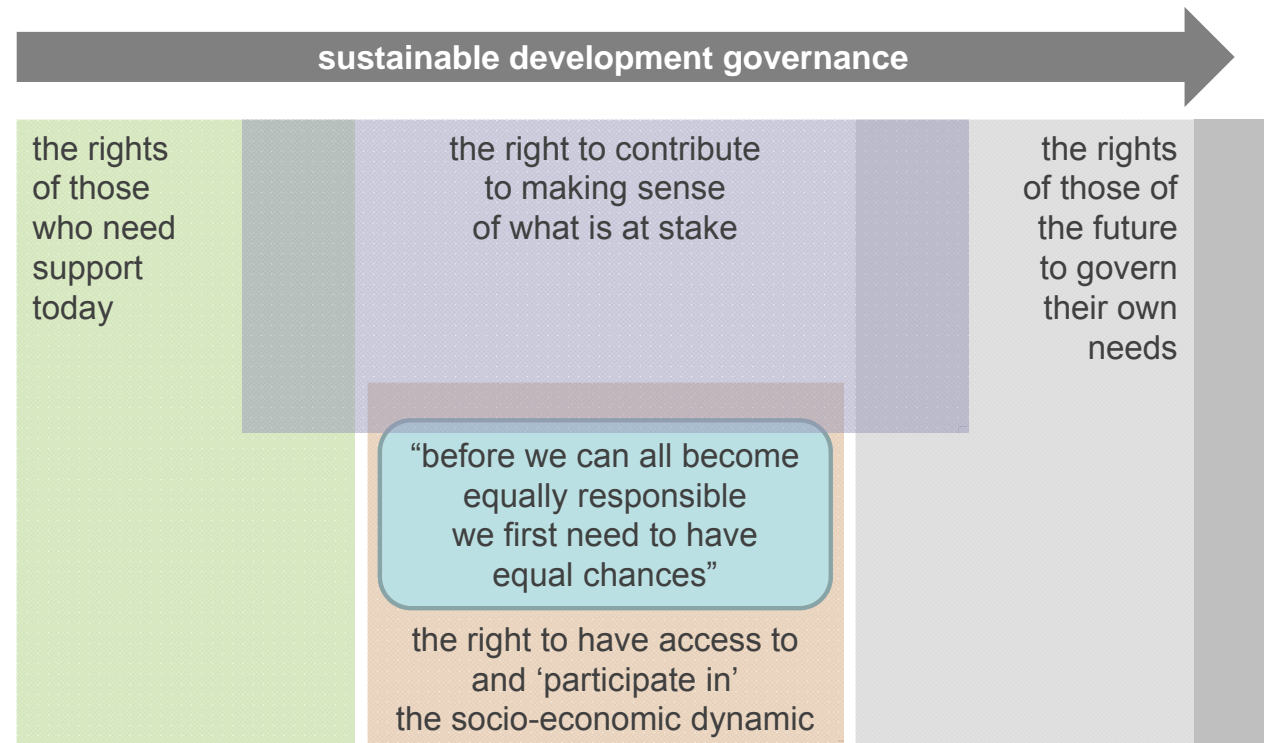 sustainable development governance
the rights
of those
who need
support
today
the right to contribute
to making sense
of what is at stake
the rights
of those of
the future
to govern
their own
needs
“before we can all become
equally responsible
we first need to have
equal chances”
the right to have access to
and ‘participate in’
the socio-economic dynamic